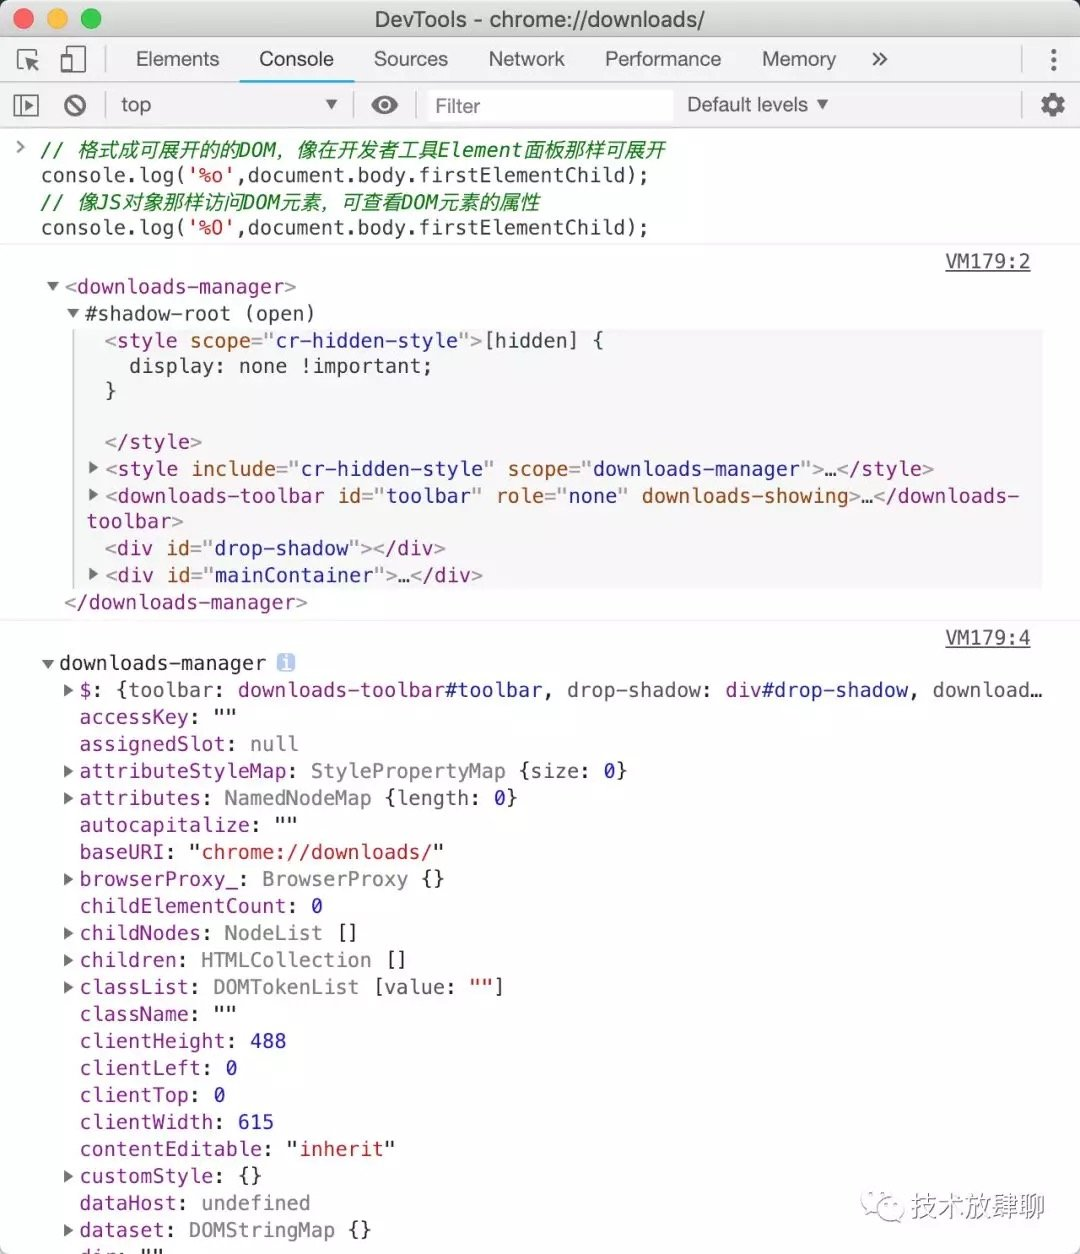 DevTools - chrome://downloads/
Elements Console Sources Network Performance Memory »
top ▼ Filter Default levels ▼
> // 格式成可展开的的DOM，像在开发者工具Element面板那样可展开
console.log('%o',document.body.firstElementChild);
// 像JS对象那样访问DOM元素，可查看DOM元素的属性
console.log('%O',document.body.firstElementChild);
VM179:2
▼<downloads-manager>
▼#shadow-root (open)
<style scope="cr-hidden-style">[hidden] {
display: none !important;
}
</style>
▶<style include="cr-hidden-style" scope="downloads-manager">…</style>
▶<downloads-toolbar id="toolbar" role="none" downloads-showing>…</downloads-
toolbar>
<div id="drop-shadow"></div>
▶<div id="mainContainer">…</div>
</downloads-manager>
VM179:4
▼downloads-manager i
▶$: {toolbar: downloads-toolbar#toolbar, drop-shadow: div#drop-shadow, download…
accessKey: ""
assignedSlot: null
▶attributeStyleMap: StylePropertyMap {size: 0}
▶attributes: NamedNodeMap {length: 0}
autocapitalize: ""
baseURI: "chrome://downloads/"
▶browserProxy_: BrowserProxy {}
childElementCount: 0
▶childNodes: NodeList []
▶children: HTMLCollection []
▶classList: DOMTokenList [value: ""]
className: ""
clientHeight: 488
clientLeft: 0
clientTop: 0
clientWidth: 615
contentEditable: "inherit"
▶customStyle: {}
dataHost: undefined
技术放肆聊
▶dataset: DOMStringMap {}
dir: ""